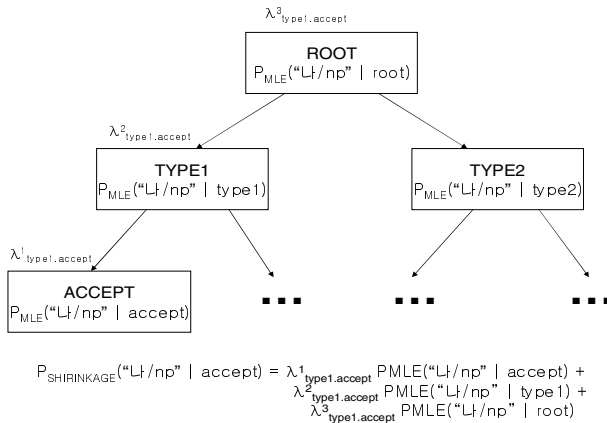 λ³type1.accept
ROOT
PMLE("나/np" | root)
λ²type1.accept
TYPE1
PMLE("나/np" | type1)
TYPE2
PMLE("나/np" | type2)
λ¹type1.accept
ACCEPT
PMLE("나/np" | accept)
... ... ...
PSHIRINKAGE("나/np" | accept) = λ¹type1.accept PMLE("나/np" | accept) +
λ²type1.accept PMLE("나/np" | type1) +
λ³type1.accept PMLE("나/np" | root)